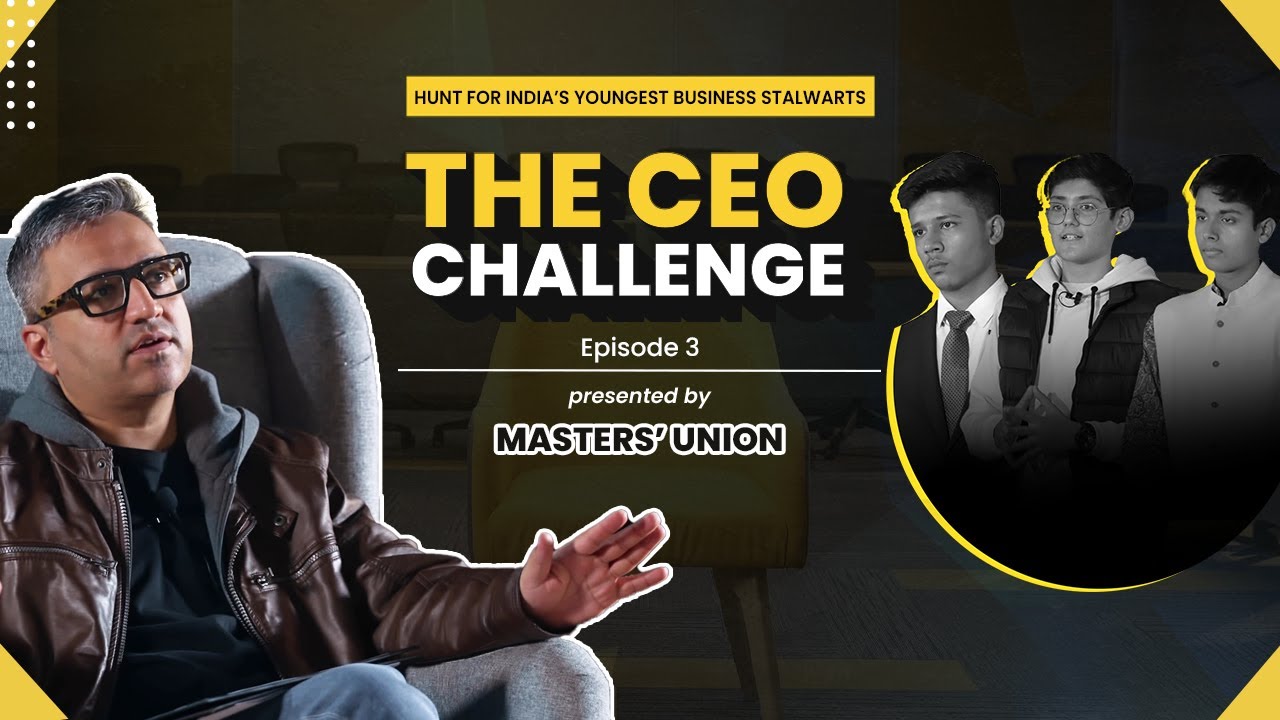 HUNT FOR INDIA'S YOUNGEST BUSINESS STALWARTS
THE CEO
CHALLENGE
Episode 3
presented by
MASTERS' UNION